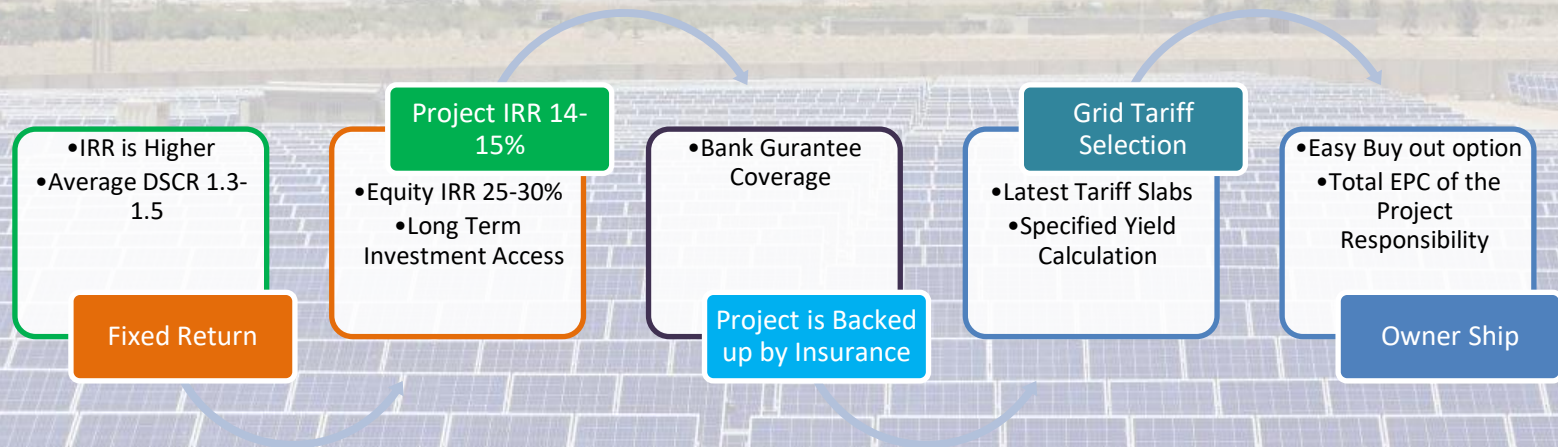 •IRR is Higher
•Average DSCR 1.3-
1.5
Fixed Return
Project IRR 14-
15%
•Equity IRR 25-30%
•Long Term
Investment Access
•Bank Gurantee
Coverage
Project is Backed
up by Insurance
Grid Tariff
Selection
•Latest Tariff Slabs
•Specified Yield
Calculation
•Easy Buy out option
•Total EPC of the
Project
Responsibility
Owner Ship